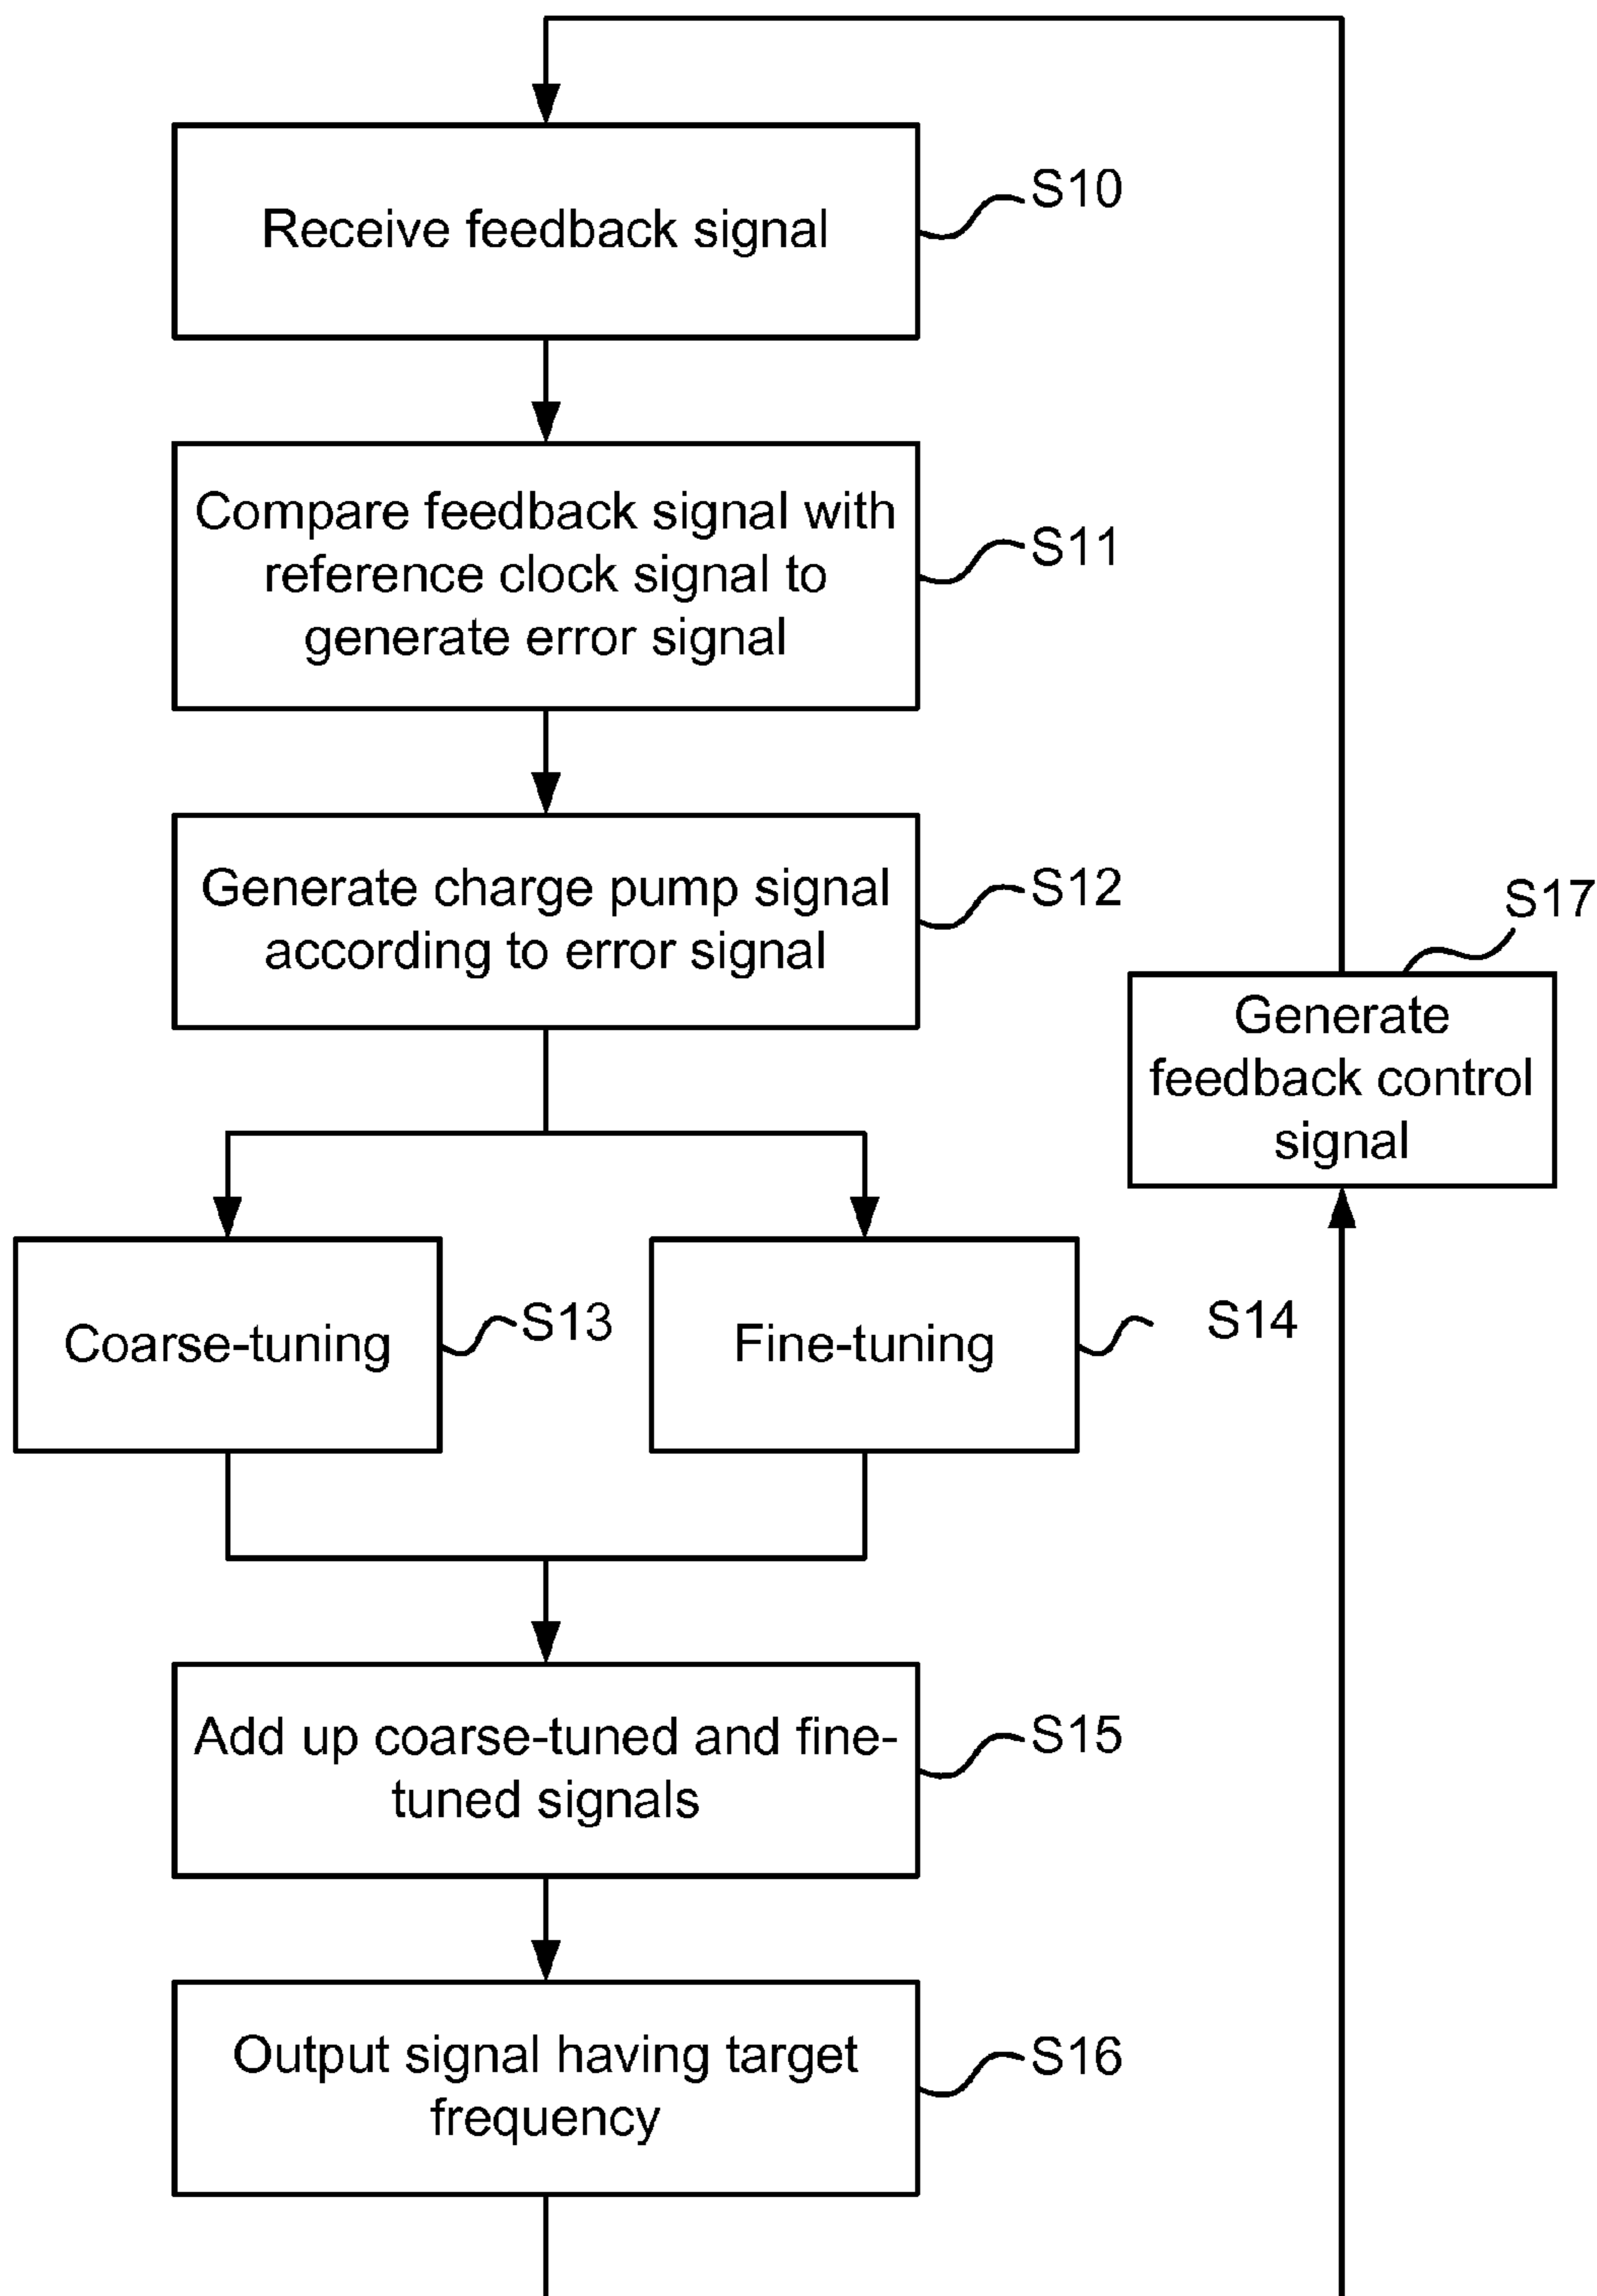 Receive feedback signal
S10
Compare feedback signal with
reference clock signal to
generate error signal
S11
Generate charge pump signal
according to error signal
S12
S17
Generate
feedback control
signal
Coarse-tuning
S13
Fine-tuning
S14
Add up coarse-tuned and fine-
tuned signals
S15
Output signal having target
frequency
S16